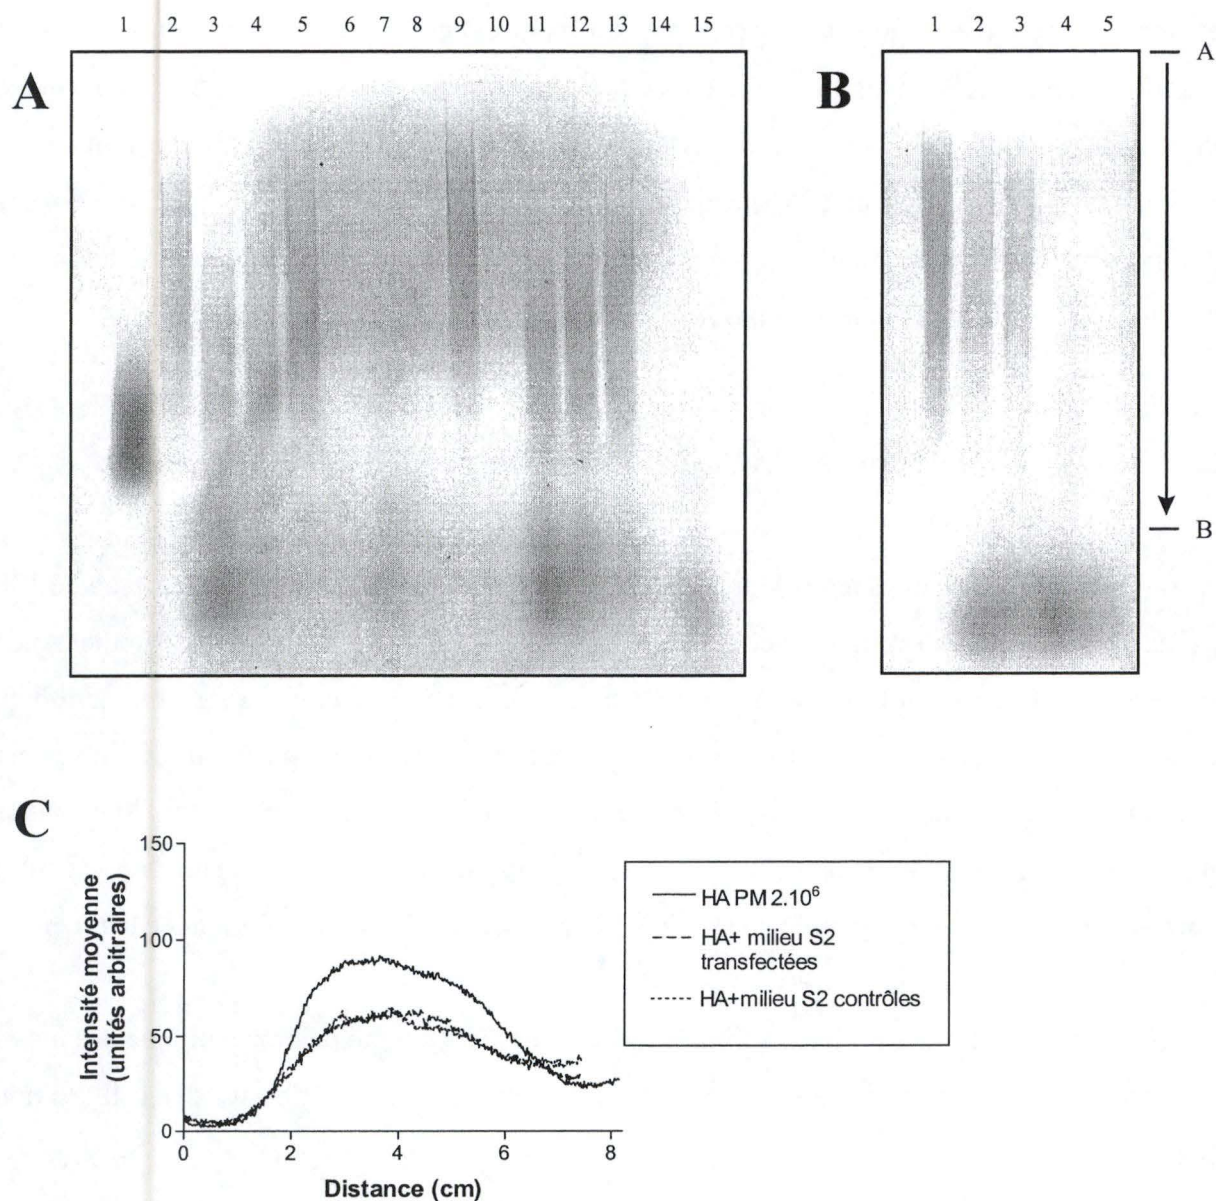 1 2 3 4 5 6 7 8 9 10 11 12 13 14 15
A
1 2 3 4 5
B
A
B
C
150
100
50
0
Intensité moyenne
(unités arbitraires)
0 2 4 6 8
Distance (cm)
HA PM 2.10⁶
HA+ milieu S2
transfectées
HA+milieu S2 contrôles